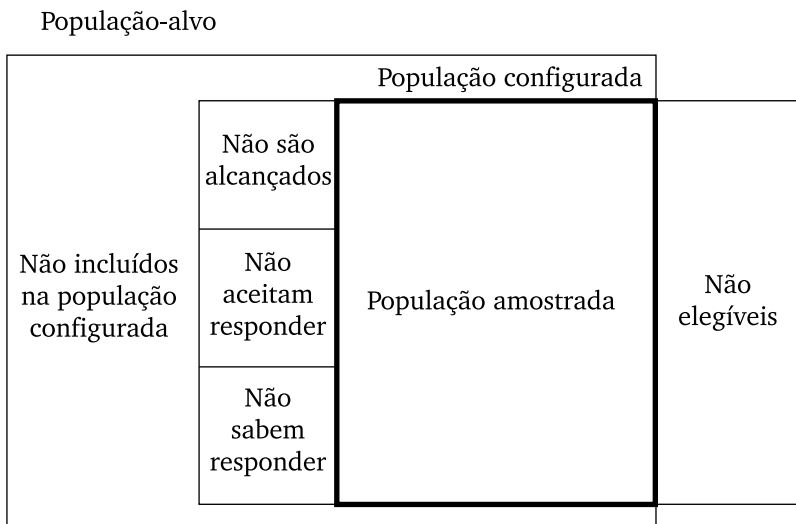 População-alvo
População configurada
Não são
alcançados
Não incluídos
na população
configurada
Não
aceitam
responder
População amostrada
Não
elegíveis
Não
sabem
responder